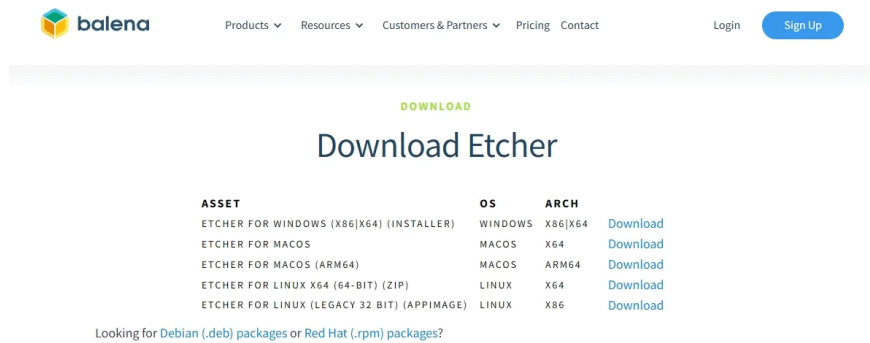 balena Products Resources Customers & Partners Pricing Contact Login Sign Up
DOWNLOAD
Download Etcher
ASSET OS ARCH
ETCHER FOR WINDOWS (X86|X64) (INSTALLER) WINDOWS X86|X64 Download
ETCHER FOR MACOS MACOS X64 Download
ETCHER FOR MACOS (ARM64) MACOS ARM64 Download
ETCHER FOR LINUX X64 (64-BIT) (ZIP) LINUX X64 Download
ETCHER FOR LINUX (LEGACY 32 BIT) (APPIMAGE) LINUX X86 Download
Looking for Debian (.deb) packages or Red Hat (.rpm) packages?